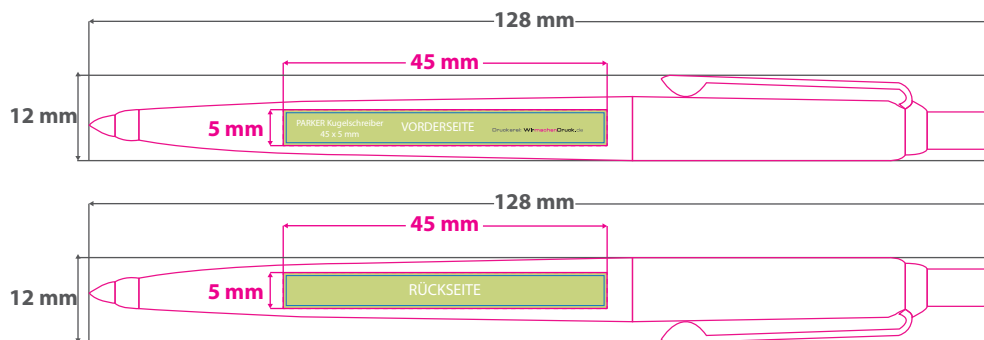 128 mm
45 mm
12 mm
5 mm
PARKER Kugelschreiber
45 x 5 mm
VORDERSEITE
Druckerei WIRmachenDruck.de
128 mm
45 mm
12 mm
5 mm
RÜCKSEITE